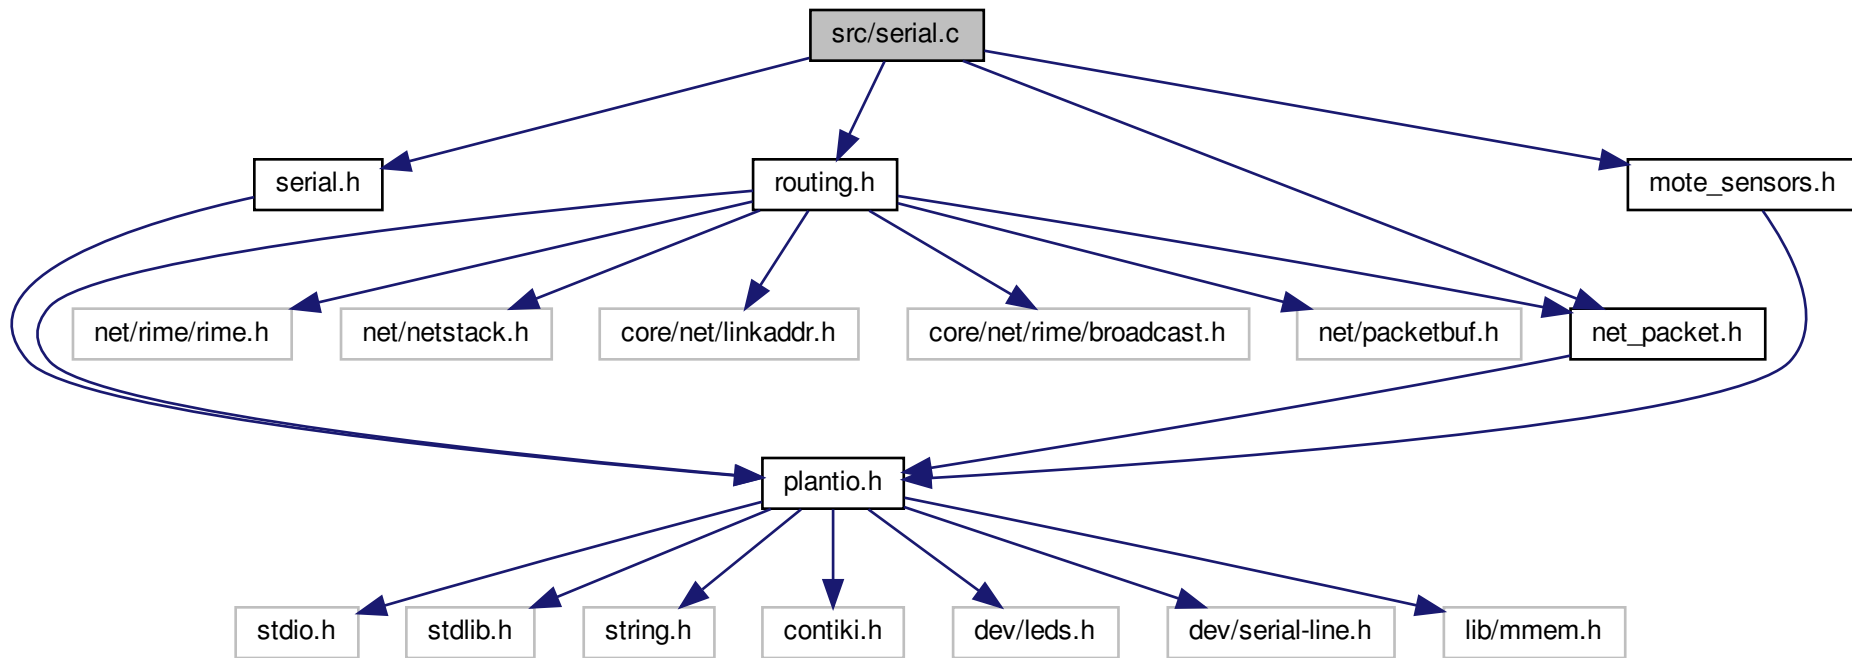 src/serial.c
serial.h
routing.h
mote_sensors.h
net/rime/rime.h
net/netstack.h
core/net/linkaddr.h
core/net/rime/broadcast.h
net/packetbuf.h
net_packet.h
plantio.h
stdio.h
stdlib.h
string.h
contiki.h
dev/leds.h
dev/serial-line.h
lib/mmem.h